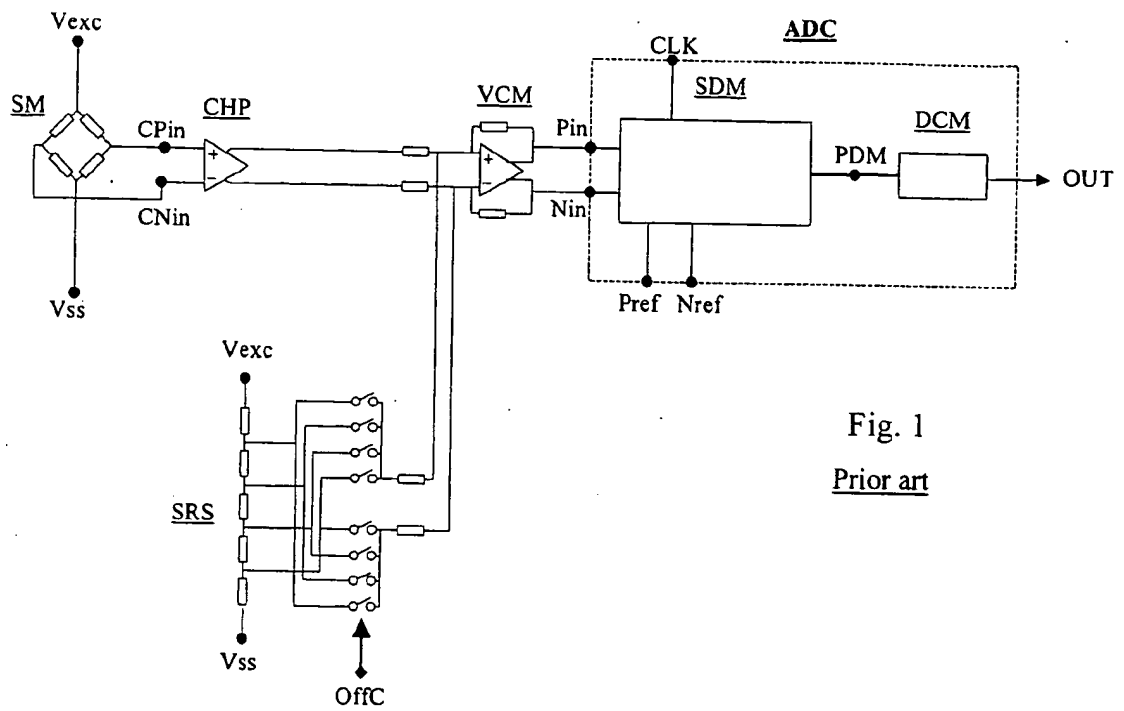 Vexc
ADC
CLK
SM
CHP
VCM
SDM
DCM
CPin
Pin
PDM
OUT
CNin
Nin
Vss
Pref Nref
Vexc
Fig. 1
Prior art
SRS
Vss
OffC